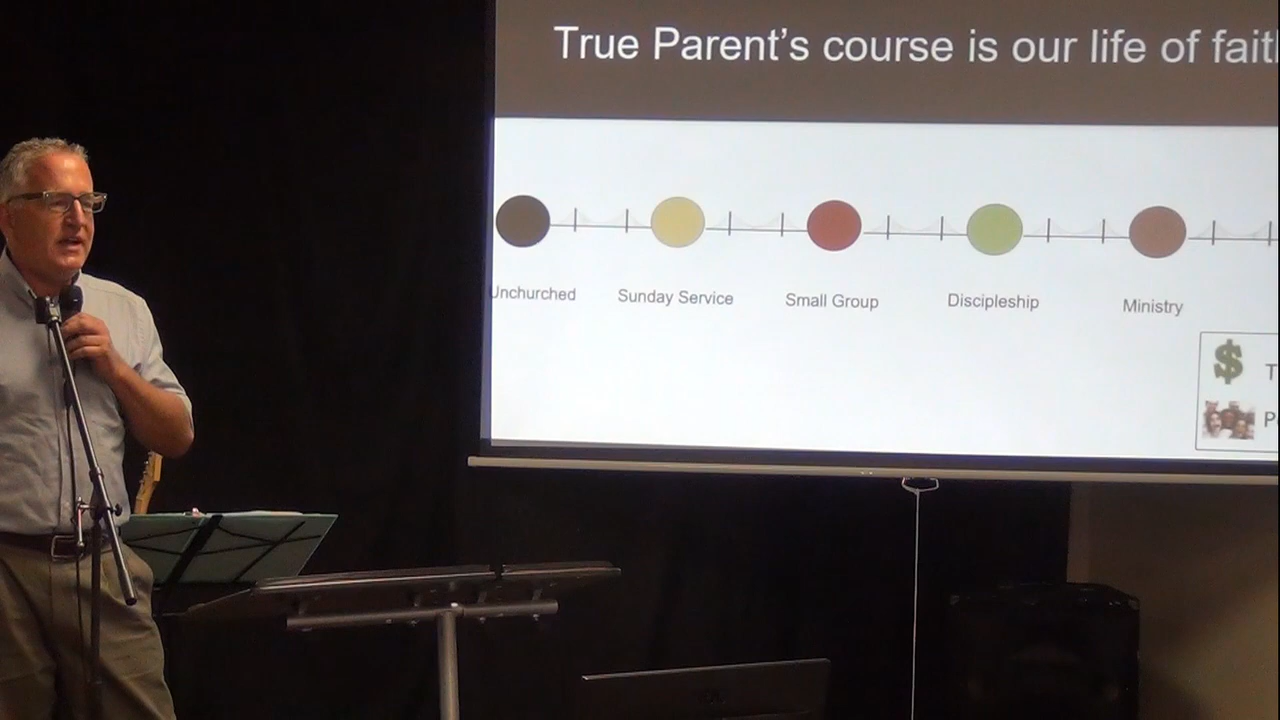 True Parent's course is our life of fait
Unchurched
Sunday Service
Small Group
Discipleship
Ministry
$ T
P